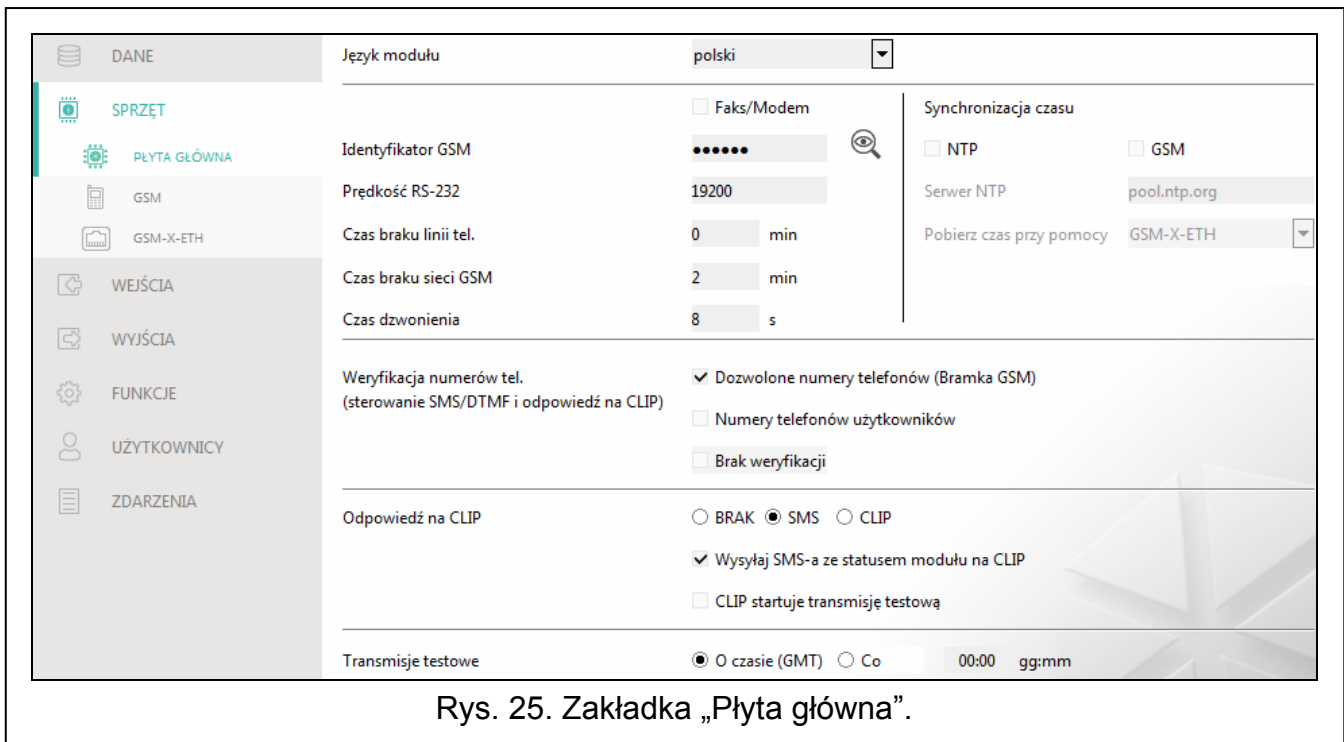 DANE
SPRZĘT
PŁYTA GŁÓWNA
GSM
GSM-X-ETH
WEJŚCIA
WYJŚCIA
FUNKCJE
UŻYTKOWNICY
ZDARZENIA
Język modułu polski
Faks/Modem
Identyfikator GSM ••••••
Prędkość RS-232 19200
Czas braku linii tel. 0 min
Czas braku sieci GSM 2 min
Czas dzwonienia 8 s
Synchronizacja czasu
NTP GSM
Serwer NTP pool.ntp.org
Pobierz czas przy pomocy GSM-X-ETH
Weryfikacja numerów tel.
(sterowanie SMS/DTMF i odpowiedź na CLIP)
Dozwolone numery telefonów (Bramka GSM)
Numery telefonów użytkowników
Brak weryfikacji
Odpowiedź na CLIP BRAK SMS CLIP
Wysyłaj SMS-a ze statusem modułu na CLIP
CLIP startuje transmisję testową
Transmisje testowe O czasie (GMT) Co 00:00 gg:mm
Rys. 25. Zakładka „Płyta główna”.